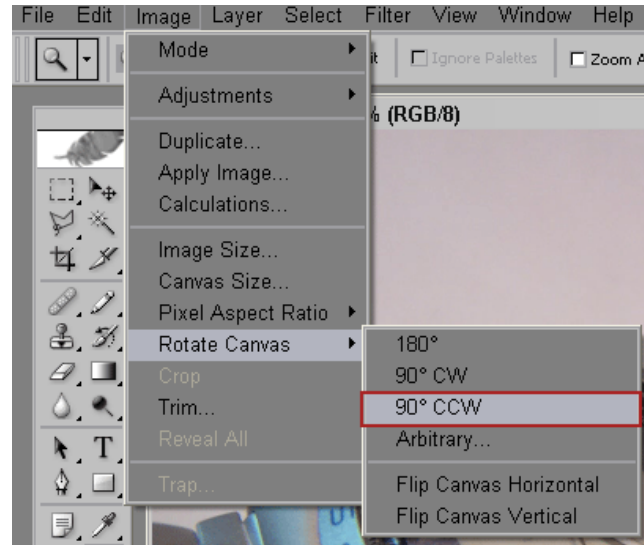 File Edit Image Layer Select Filter View Window Help
Mode
Ignore Palettes
Zoom
Adjustments
(RGB/8)
Duplicate...
Apply Image...
Calculations...
Image Size...
Canvas Size...
Pixel Aspect Ratio
Rotate Canvas
180°
Crop
90° CW
Trim...
90° CCW
Reveal All
Arbitrary...
Trap...
Flip Canvas Horizontal
Flip Canvas Vertical